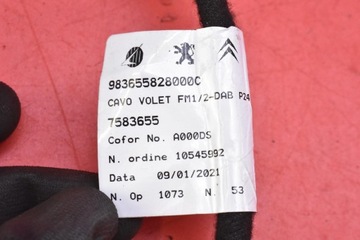 983655828000C
CAVO VOLET FM1/2-DAB P24
7583655
Cofor No. A000DS
N. ordine 10545992
Data 09/01/2021
N. Op 1073 N. 53